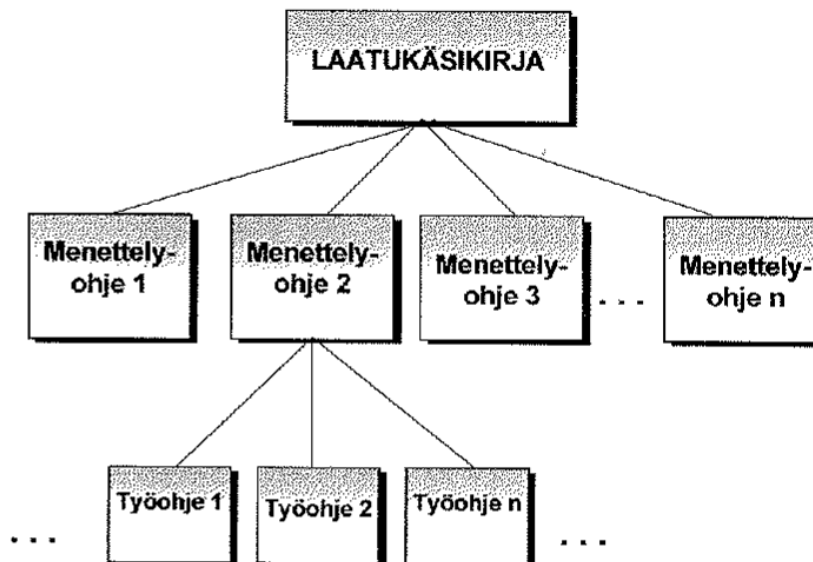 LAATUKÄSIKIRJA
Menettely-
ohje 1
Menettely-
ohje 2
Menettely-
ohje 3
. . .
Menettely-
ohje n
Työohje 1
Työohje 2
Työohje n
. . .
. . .